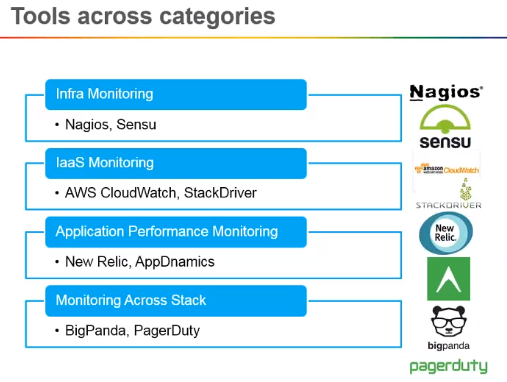 Tools across categories
Infra Monitoring
• Nagios, Sensu
IaaS Monitoring
• AWS CloudWatch, StackDriver
Application Performance Monitoring
• New Relic, AppDnamics
Monitoring Across Stack
• BigPanda, PagerDuty
Nagios®
sensu
amazon
CloudWatch
STACKDRIVER
New
Relic.
bigpanda
pagerduty